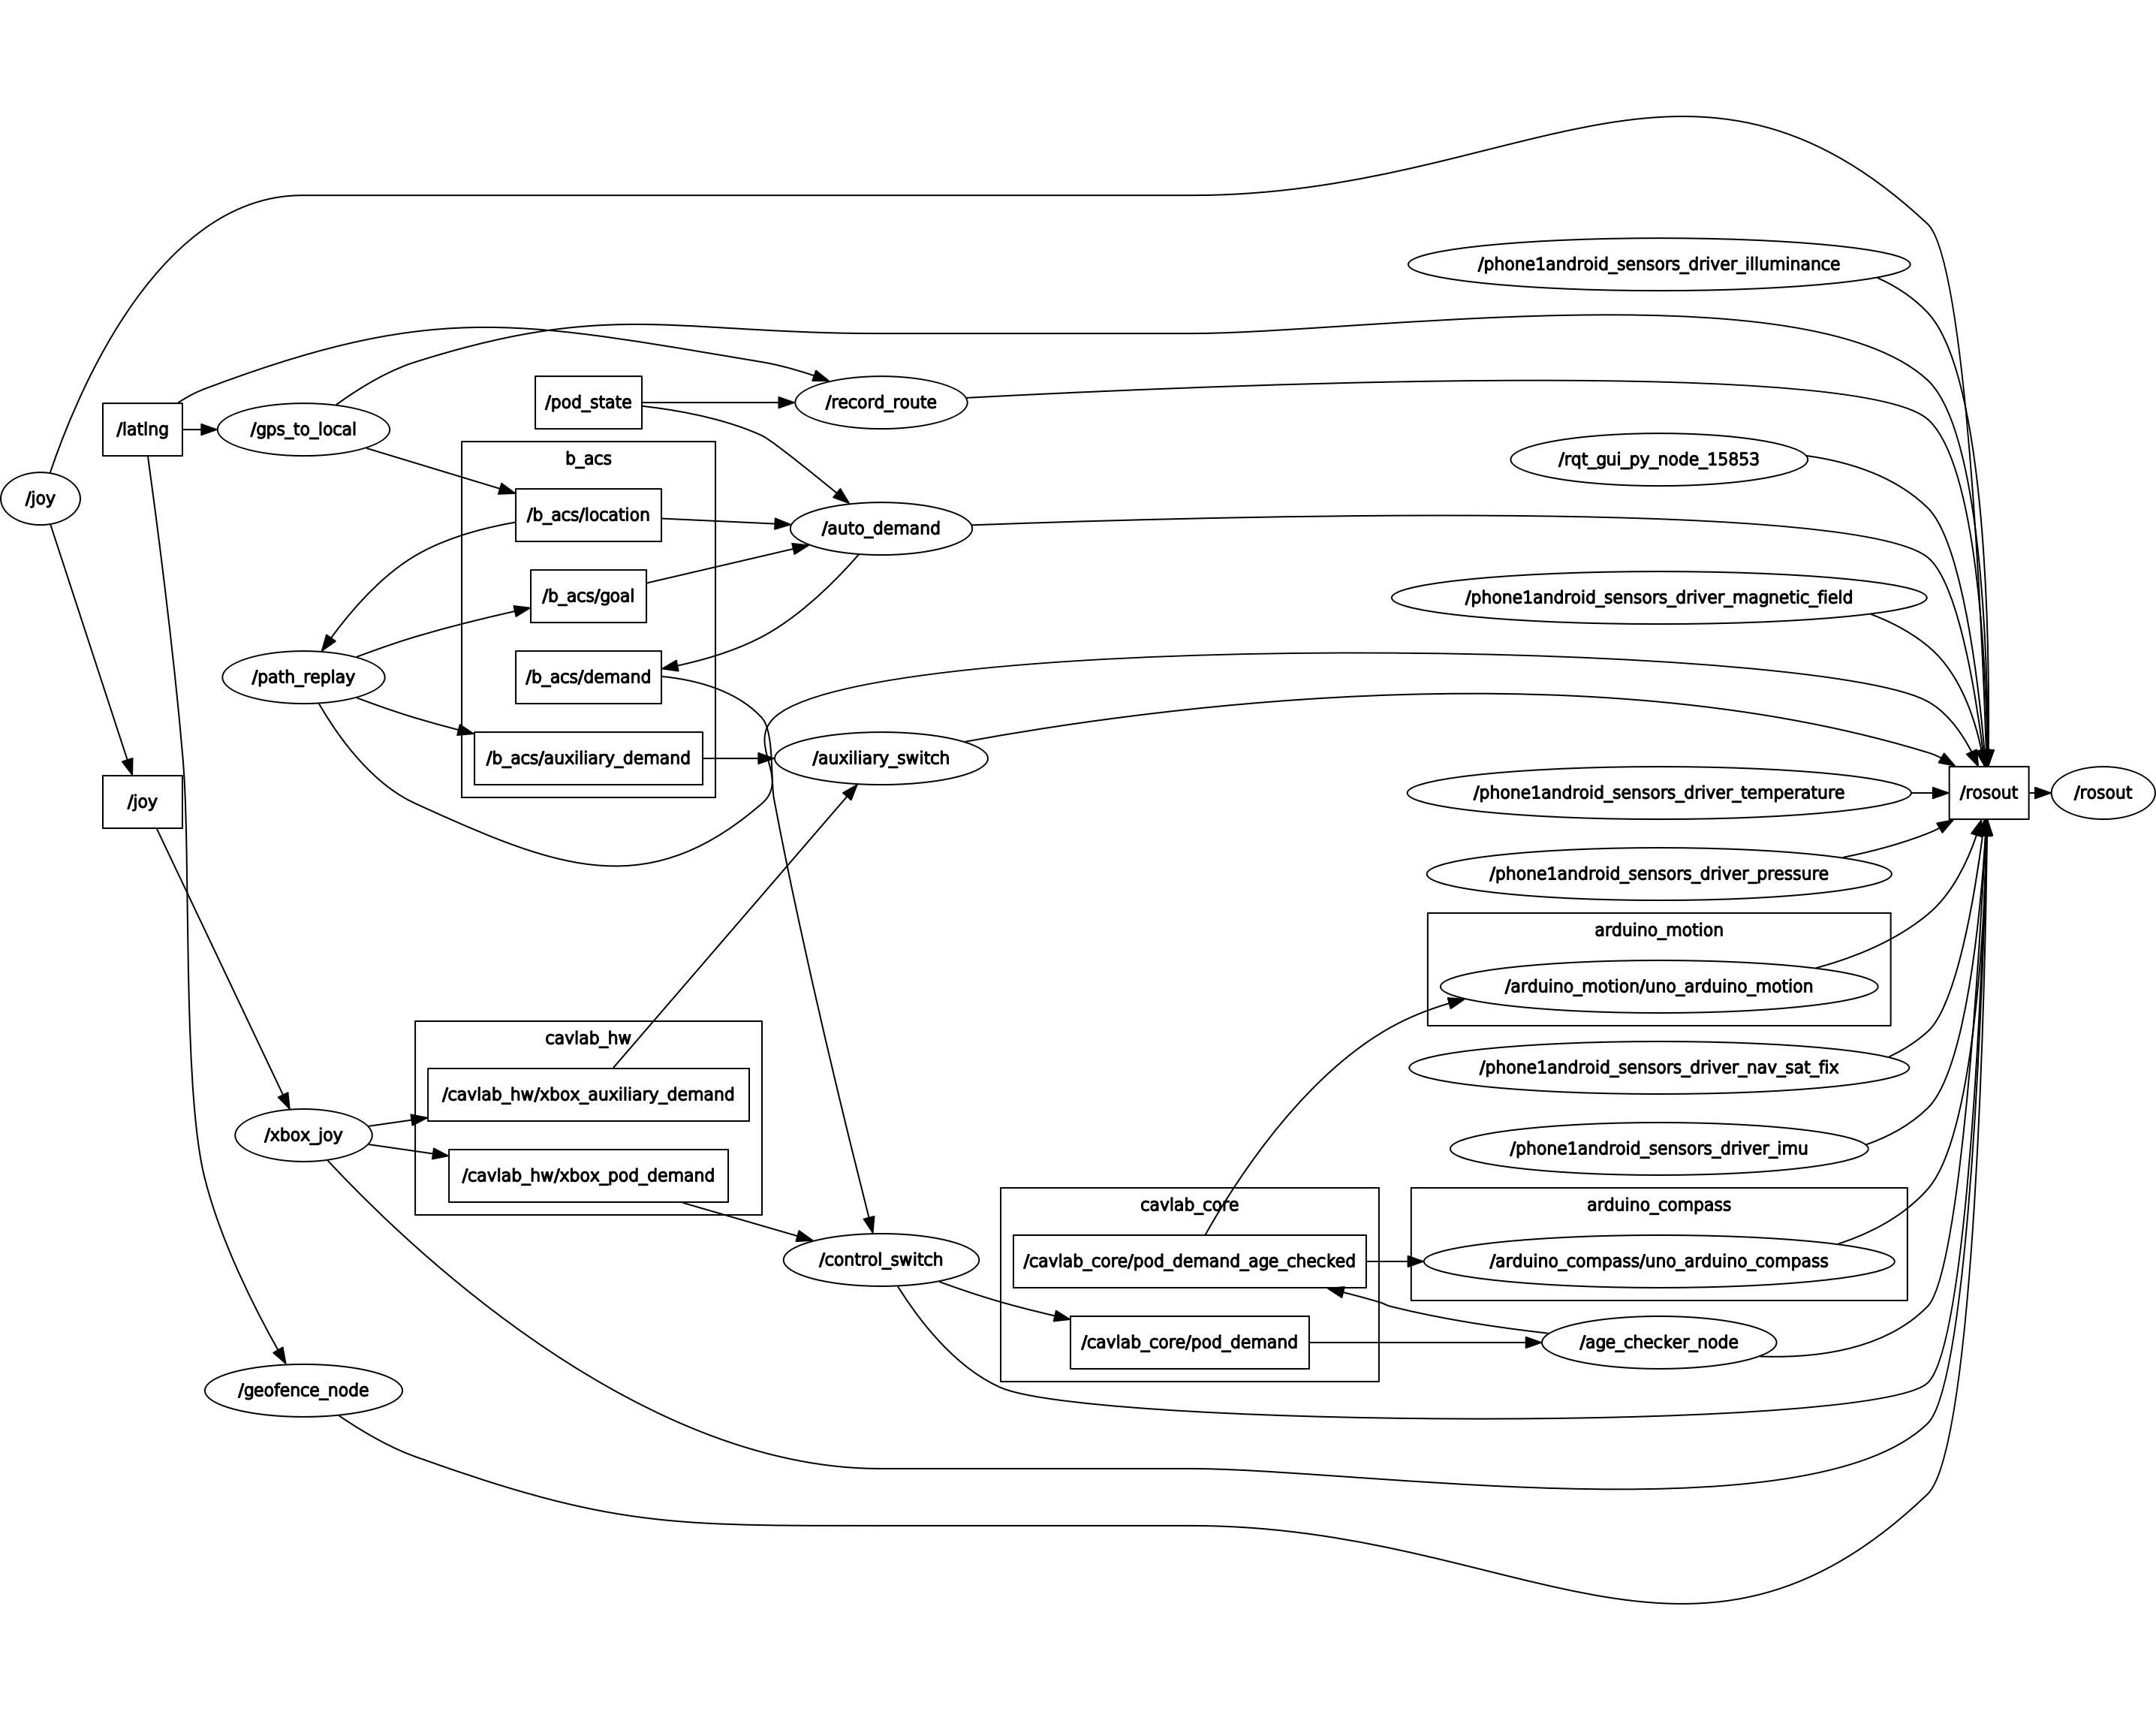 /phone1android_sensors_driver_illuminance
/pod_state
/record_route
/latlng
/gps_to_local
b_acs
/rqt_gui_py_node_15853
/joy
/b_acs/location
/auto_demand
/b_acs/goal
/phone1android_sensors_driver_magnetic_field
/path_replay
/b_acs/demand
/b_acs/auxiliary_demand
/auxiliary_switch
/phone1android_sensors_driver_temperature
/rosout
/rosout
/joy
/phone1android_sensors_driver_pressure
arduino_motion
/arduino_motion/uno_arduino_motion
cavlab_hw
/phone1android_sensors_driver_nav_sat_fix
/cavlab_hw/xbox_auxiliary_demand
/xbox_joy
/phone1android_sensors_driver_imu
/cavlab_hw/xbox_pod_demand
cavlab_core
arduino_compass
/control_switch
/cavlab_core/pod_demand_age_checked
/arduino_compass/uno_arduino_compass
/cavlab_core/pod_demand
/age_checker_node
/geofence_node